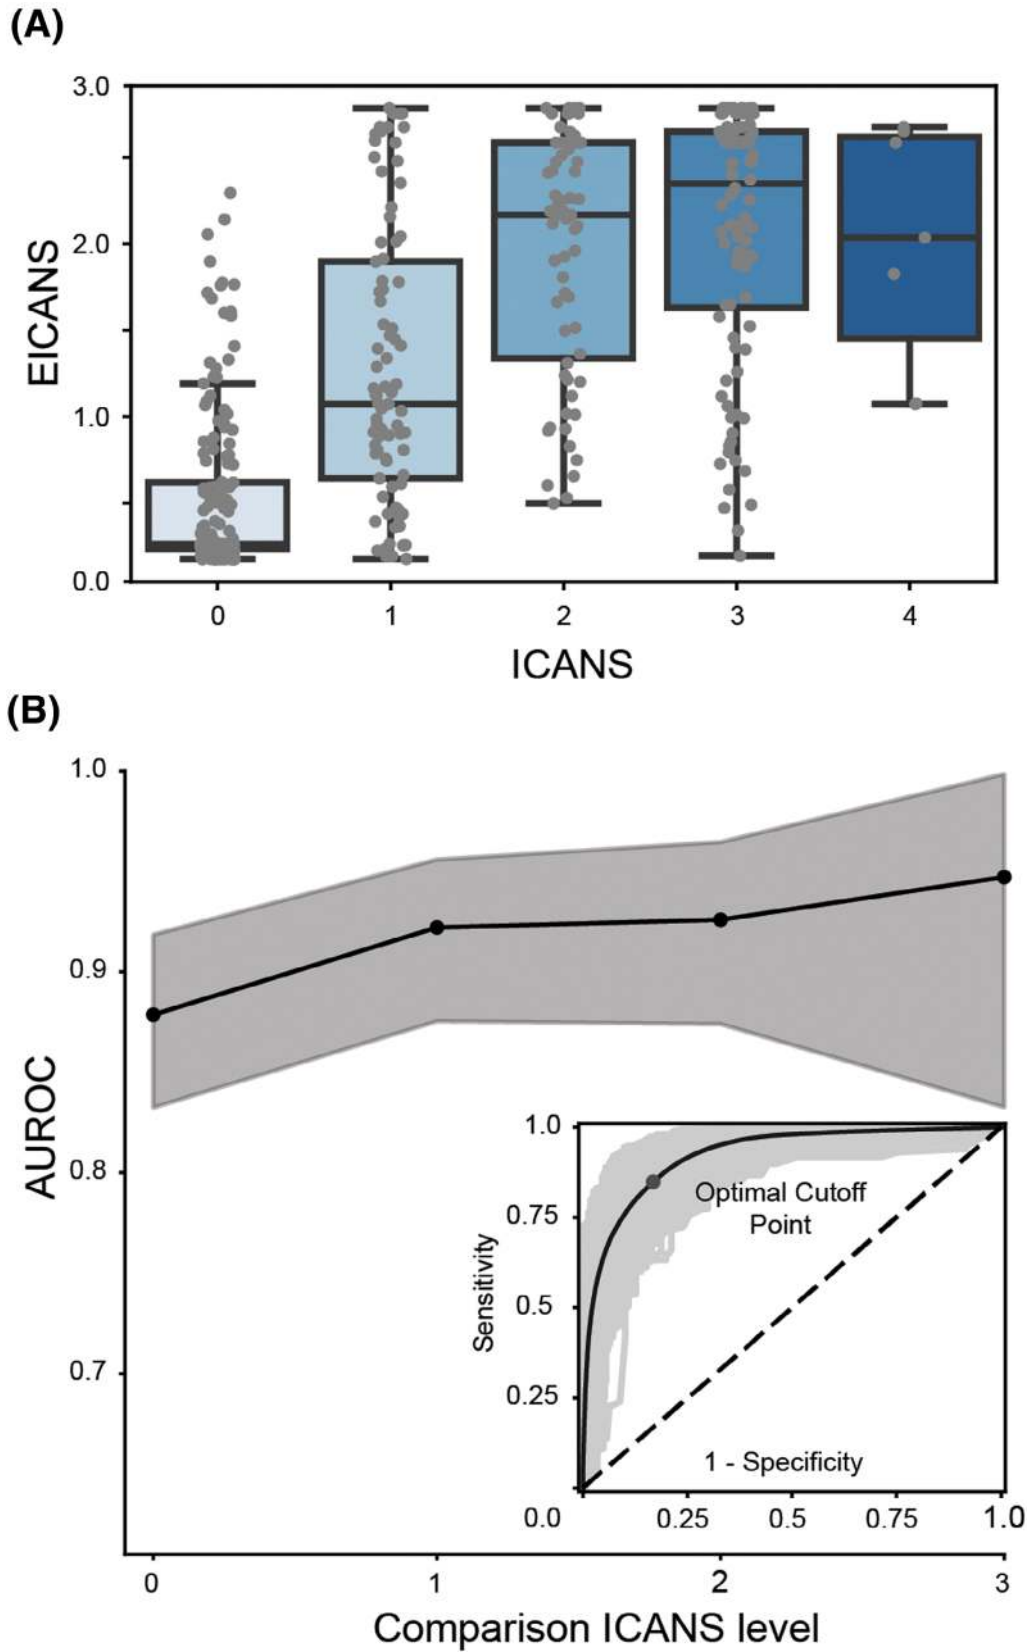 (A)
3.0
2.0
1.0
0.0
EICANS
0 1 2 3 4
ICANS
(B)
1.0
0.9
0.8
0.7
AUROC
1.0
0.75
0.5
0.25
0.0
Sensitivity
Optimal Cutoff
Point
1 - Specificity
0.25 0.5 0.75 1.0
0 1 2 3
Comparison ICANS level